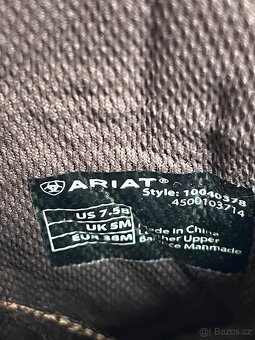 ARIAT®
Style: 10040378
4500103714
US 7.5B
UK 5M
EUR 38M
Made in China
Leather Upper
Manmade
© Bazos.cz